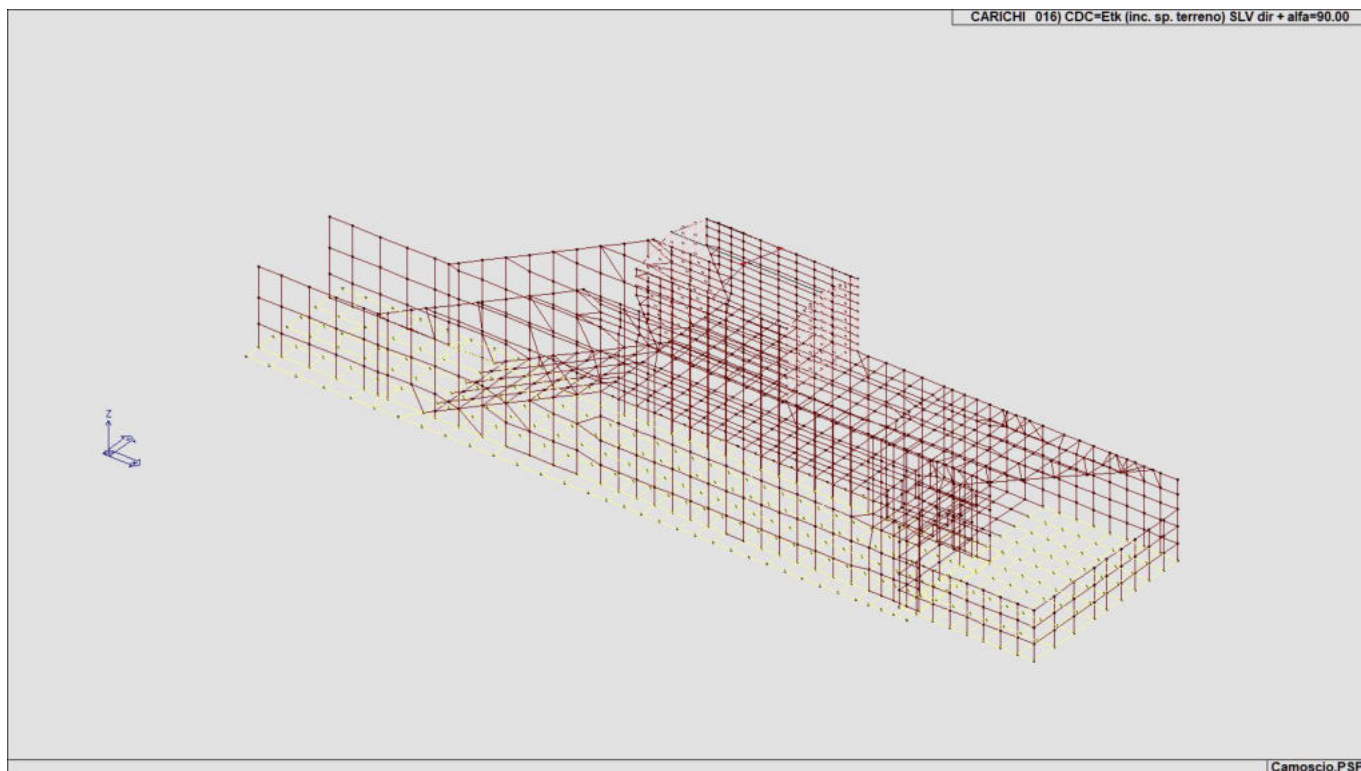 CARICHI 016) CDC=Etk (inc. sp. terreno) SLV dir + alfa=90.00
Z
Camoscio.PSP